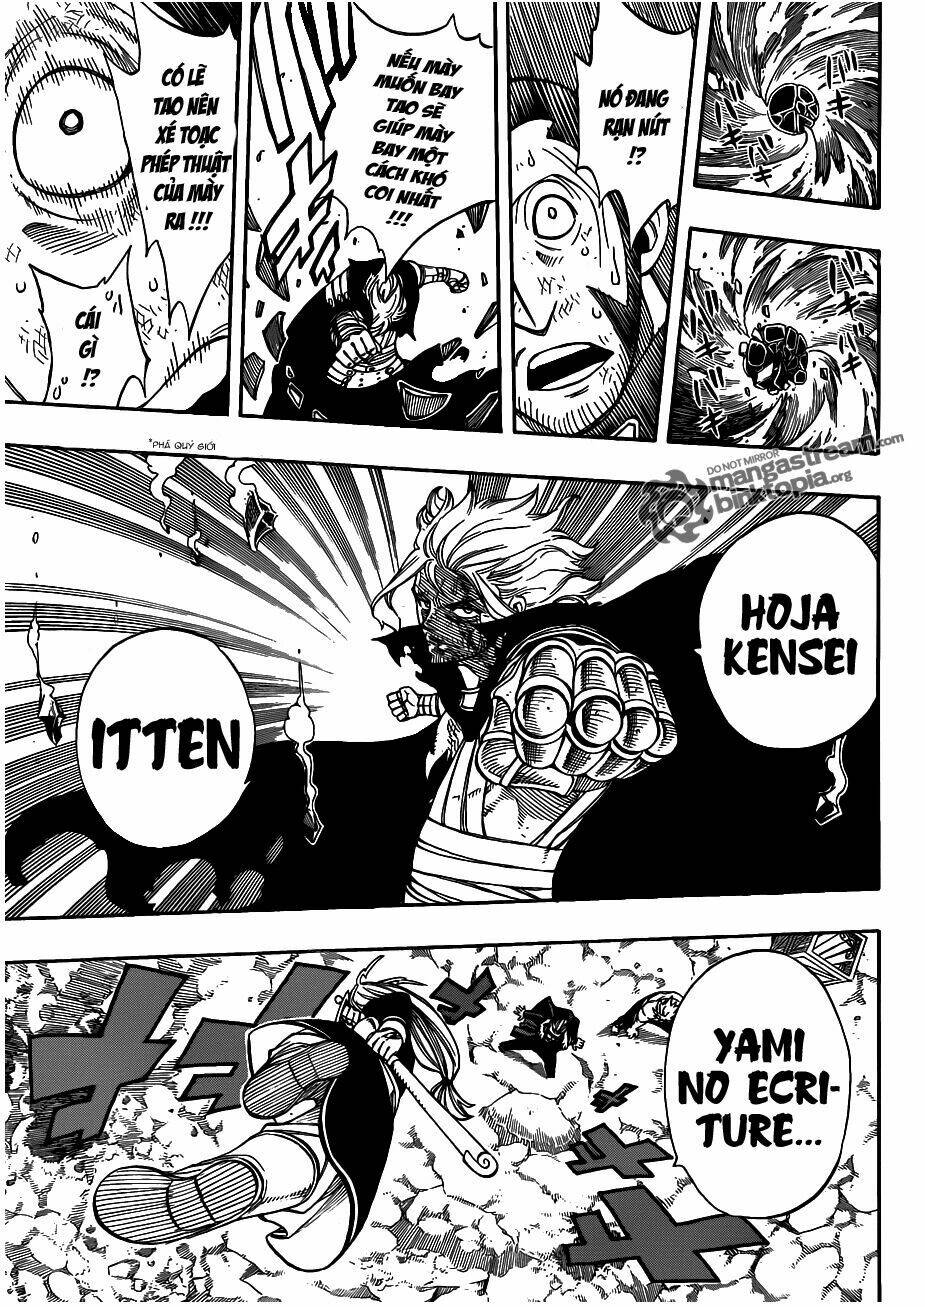 NÓ ĐANG
RẠN NÚT
!?
NẾU MÀY
MUỐN BAY
TAO SẼ
GIÚP MÀY
BAY MỘT
CÁCH KHÓ
COI NHẤT
!!!
CÓ LẼ
TAO NÊN
XÉ TOẠC
PHÉP THUẬT
CỦA MÀY
RA !!!
CÁI
GÌ
!?
*PHÁ QUỶ GIỚI
DO NOT MIRROR
mangastream.com
binktopia.org
HOJA
KENSEI
ITTEN
YAMI
NO ECRI-
TURE...